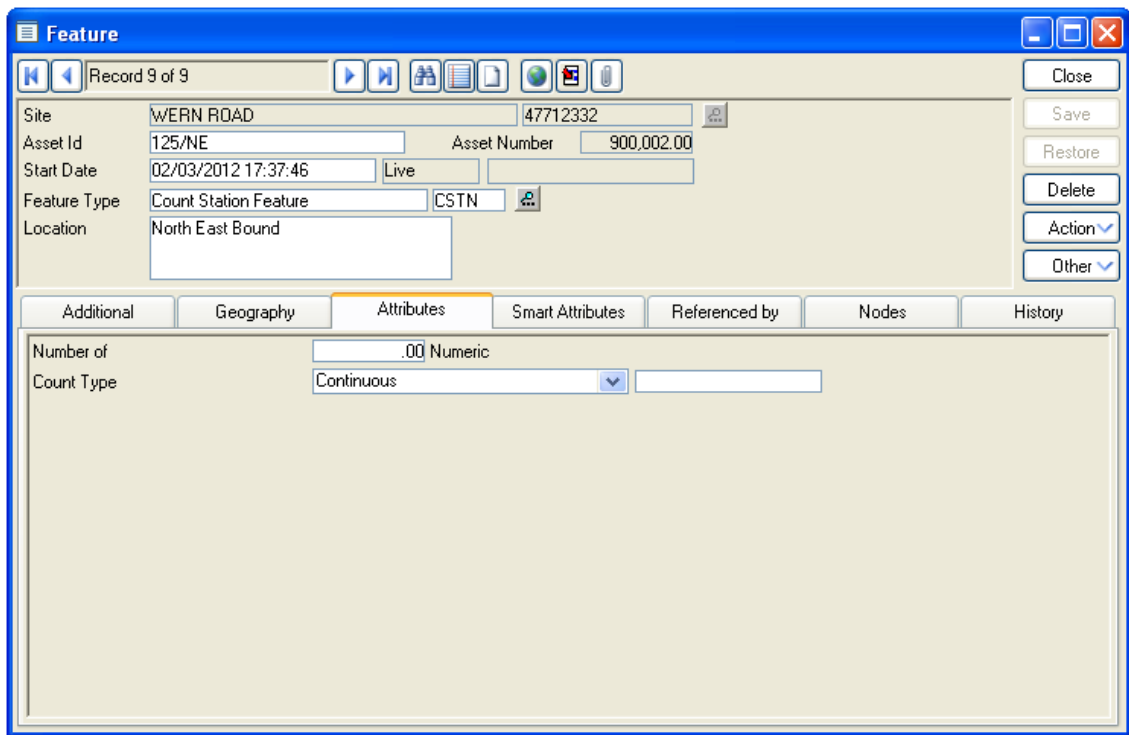 Feature
Record 9 of 9
Close
Site WERN ROAD 47712332
Save
Asset Id 125/NE Asset Number 900,002.00
Restore
Start Date 02/03/2012 17:37:46 Live
Delete
Feature Type Count Station Feature CSTN
Location North East Bound
Action
Other
Additional Geography Attributes Smart Attributes Referenced by Nodes History
Number of .00 Numeric
Count Type Continuous